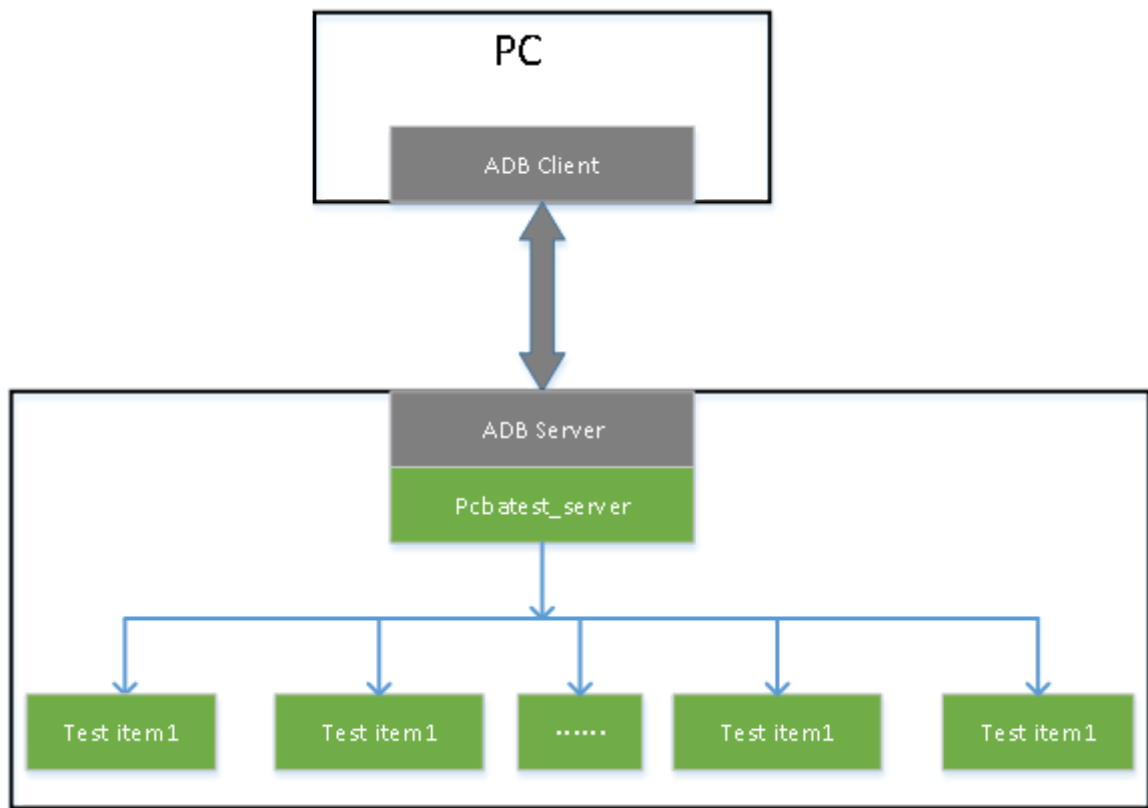 PC
ADB Client
ADB Server
Pcbatest_server
Test item1
Test item1
......
Test item1
Test item1